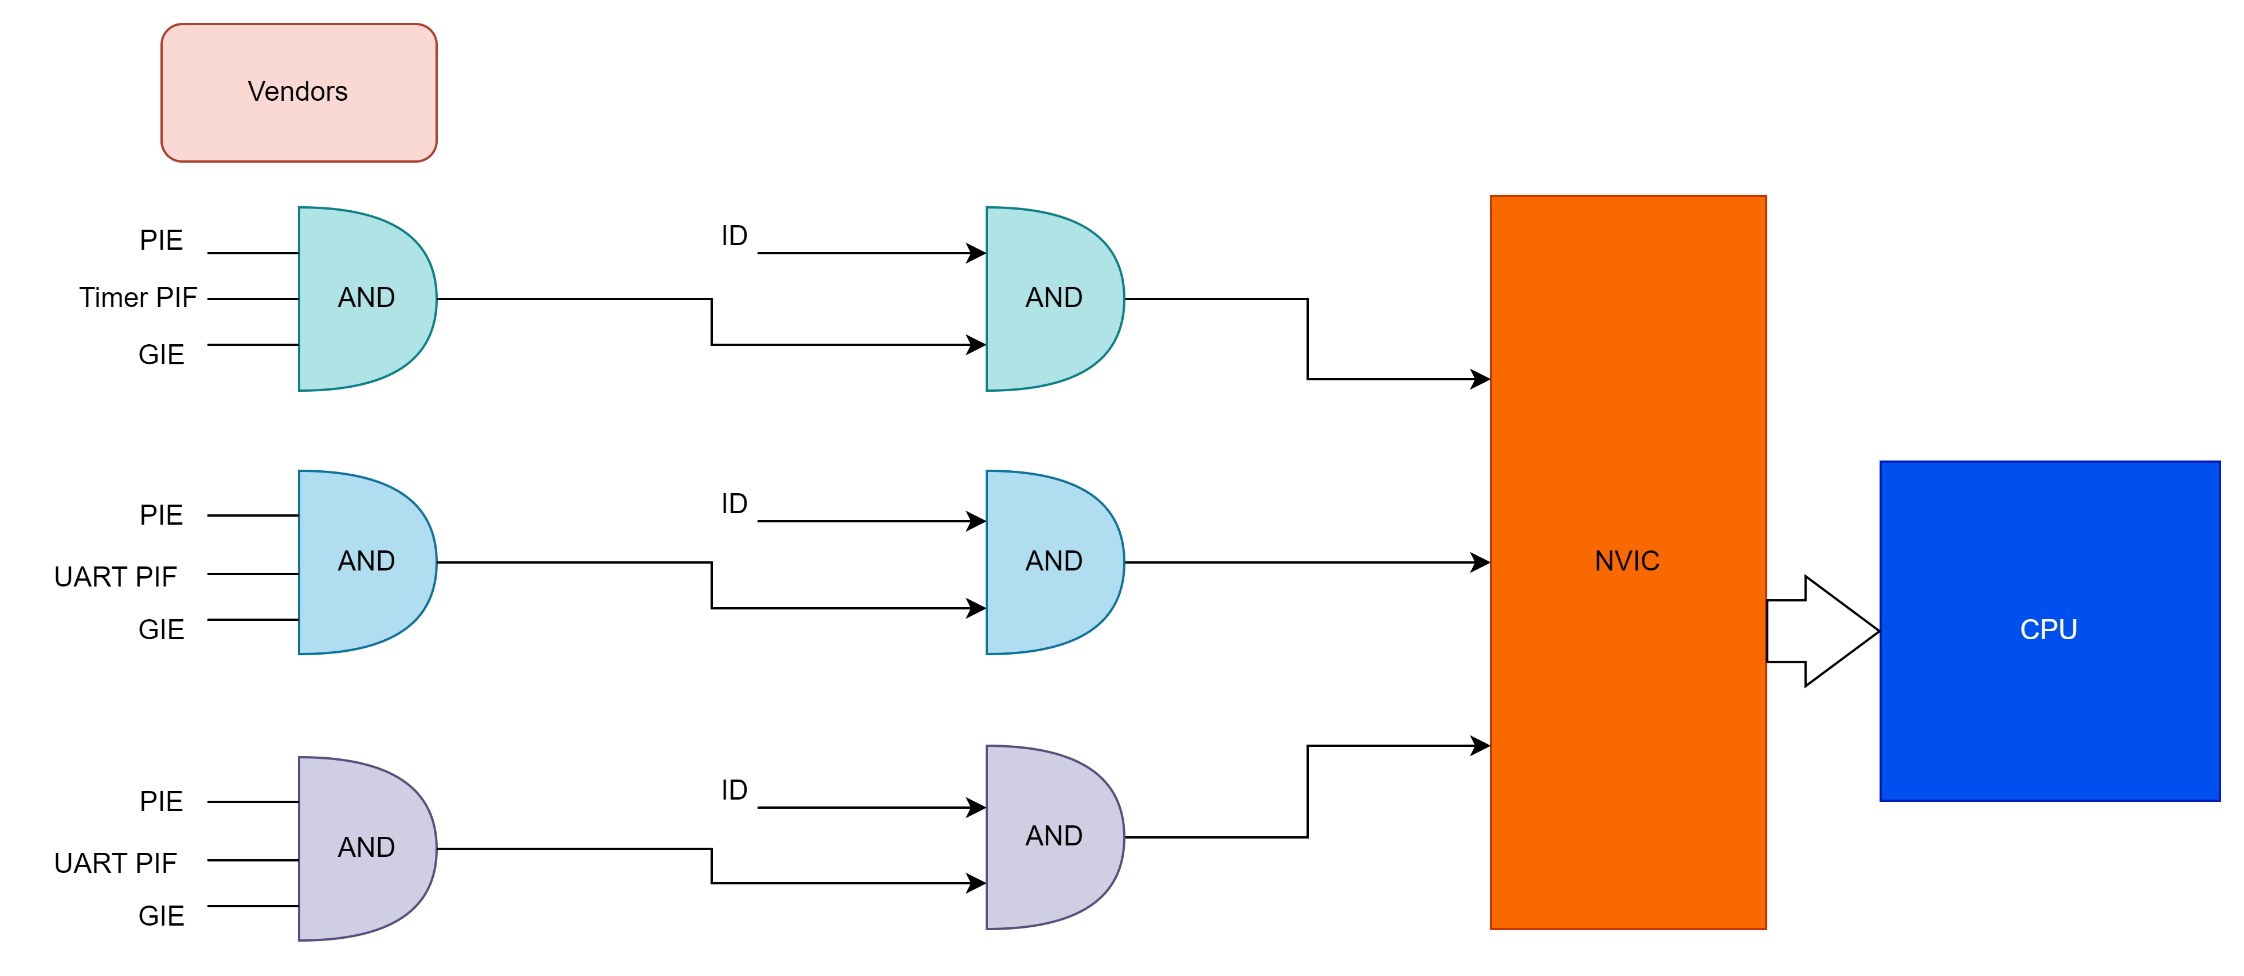 Vendors
PIE
Timer PIF
GIE
AND
ID
AND
PIE
UART PIF
GIE
AND
ID
AND
NVIC
CPU
PIE
UART PIF
GIE
AND
ID
AND